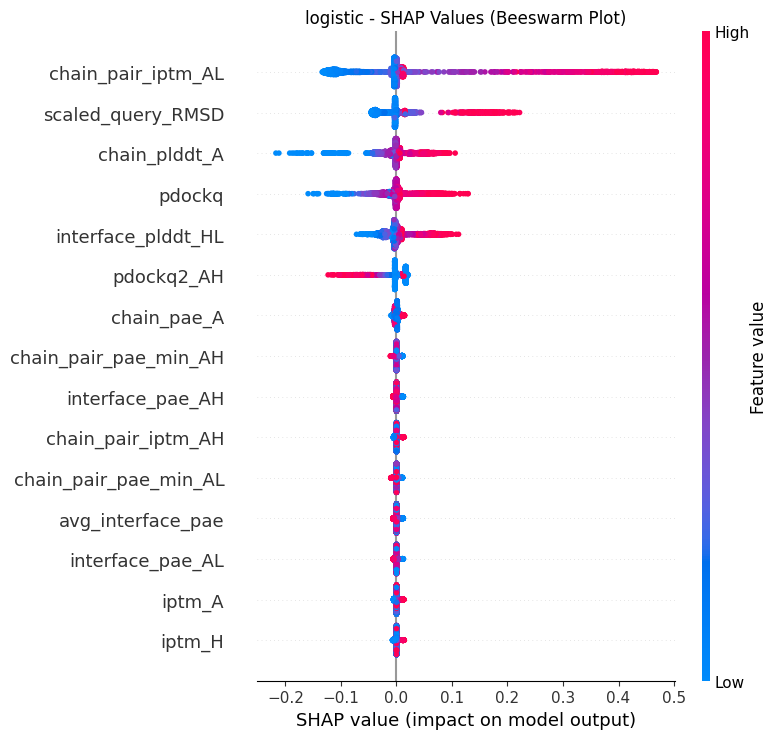 logistic - SHAP Values (Beeswarm Plot)
High
chain_pair_iptm_AL
scaled_query_RMSD
chain_plddt_A
pdockq
interface_plddt_HL
pdockq2_AH
chain_pae_A
chain_pair_pae_min_AH
interface_pae_AH
chain_pair_iptm_AH
chain_pair_pae_min_AL
avg_interface_pae
interface_pae_AL
iptm_A
iptm_H
Feature value
Low
−0.2 −0.1 0.0 0.1 0.2 0.3 0.4 0.5
SHAP value (impact on model output)